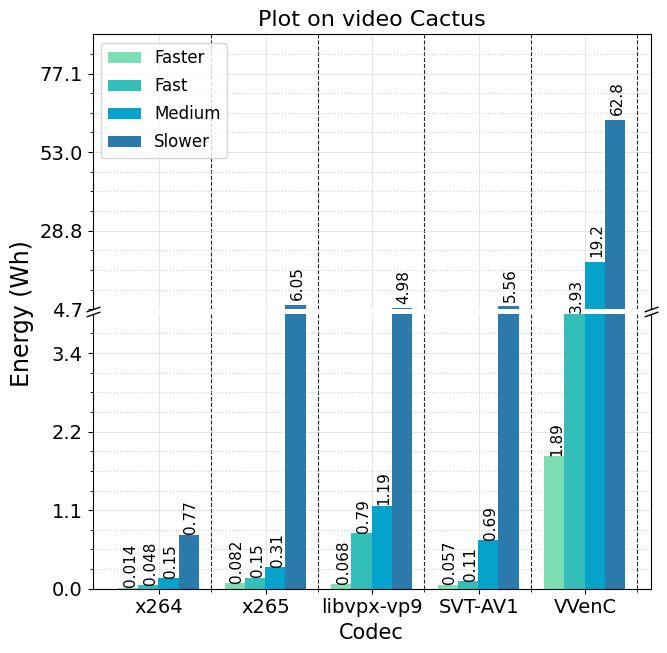 Plot on video Cactus
Faster
Fast
Medium
Slower
Energy (Wh)
77.1
53.0
28.8
4.7
3.4
2.2
1.1
0.0
0.014
0.048
0.15
0.77
0.082
0.15
0.31
6.05
0.068
0.79
1.19
4.98
0.057
0.11
0.69
5.56
1.89
3.93
19.2
62.8
x264
x265
libvpx-vp9
SVT-AV1
VVenC
Codec